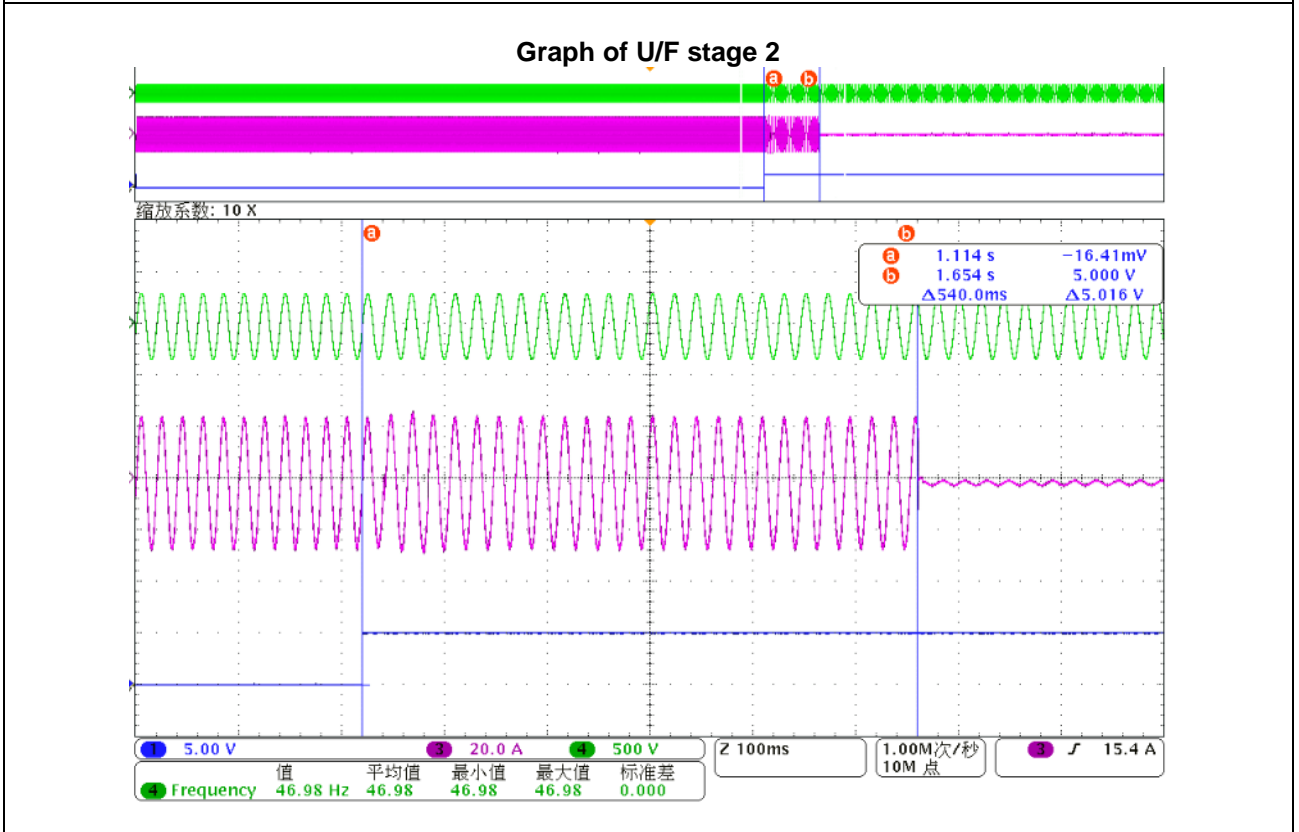 Graph of U/F stage 2
a b
缩放系数: 10 X
a b
a 1.114 s −16.41mV
b 1.654 s 5.000 V
Δ540.0ms Δ5.016 V
1 5.00 V 3 20.0 A 4 500 V Z 100ms 1.00M次/秒 3 15.4 A
10M 点
值 平均值 最小值 最大值 标准差
4 Frequency 46.98 Hz 46.98 46.98 46.98 0.000